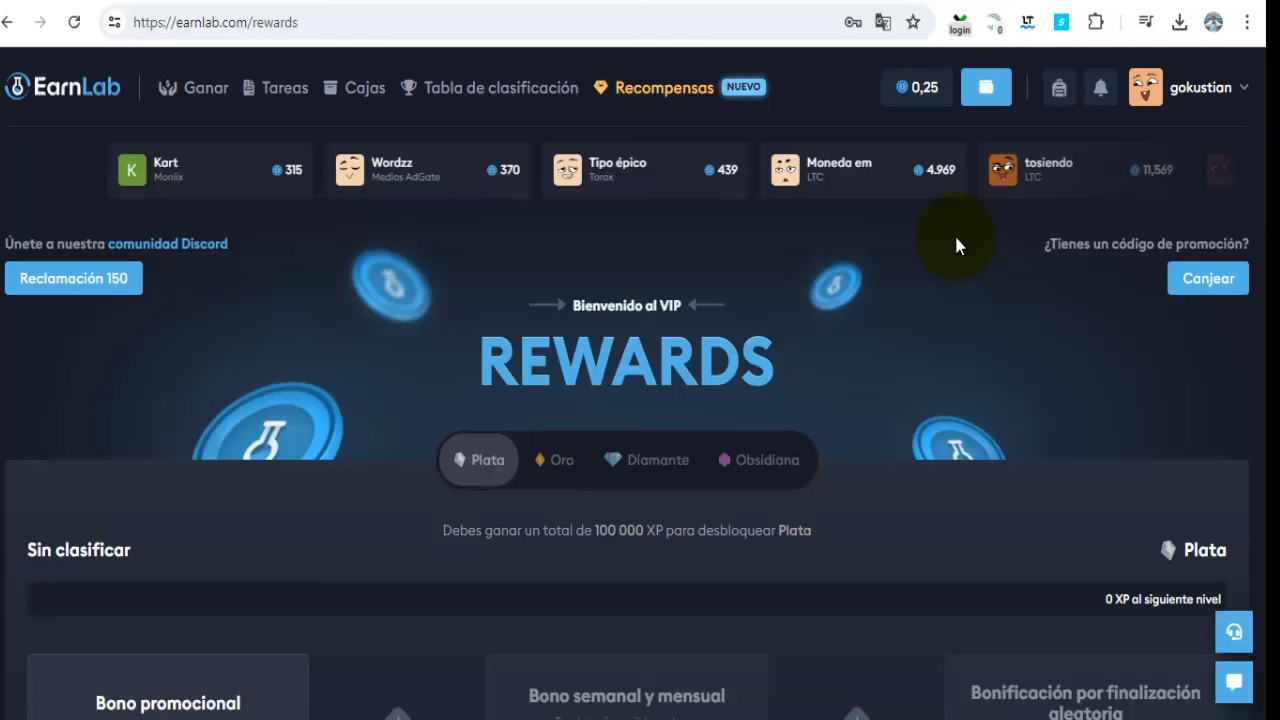 https://earnlab.com/rewards
login
0
LT
S
EarnLab
Ganar
Tareas
Cajas
Tabla de clasificación
Recompensas
NUEVO
0,25
gokustian
K
Kart
Monlix
315
Wordzz
Medios AdGate
370
Tipo épico
Torox
439
Moneda em
LTC
4.969
tosiendo
LTC
11,569
Únete a nuestra comunidad Discord
¿Tienes un código de promoción?
Reclamación 150
Canjear
Bienvenido al VIP
REWARDS
Plata
Oro
Diamante
Obsidiana
Debes ganar un total de 100 000 XP para desbloquear Plata
Sin clasificar
Plata
0 XP al siguiente nivel
Bono promocional
Bono semanal y mensual
Bonificación por finalización
aleatoria